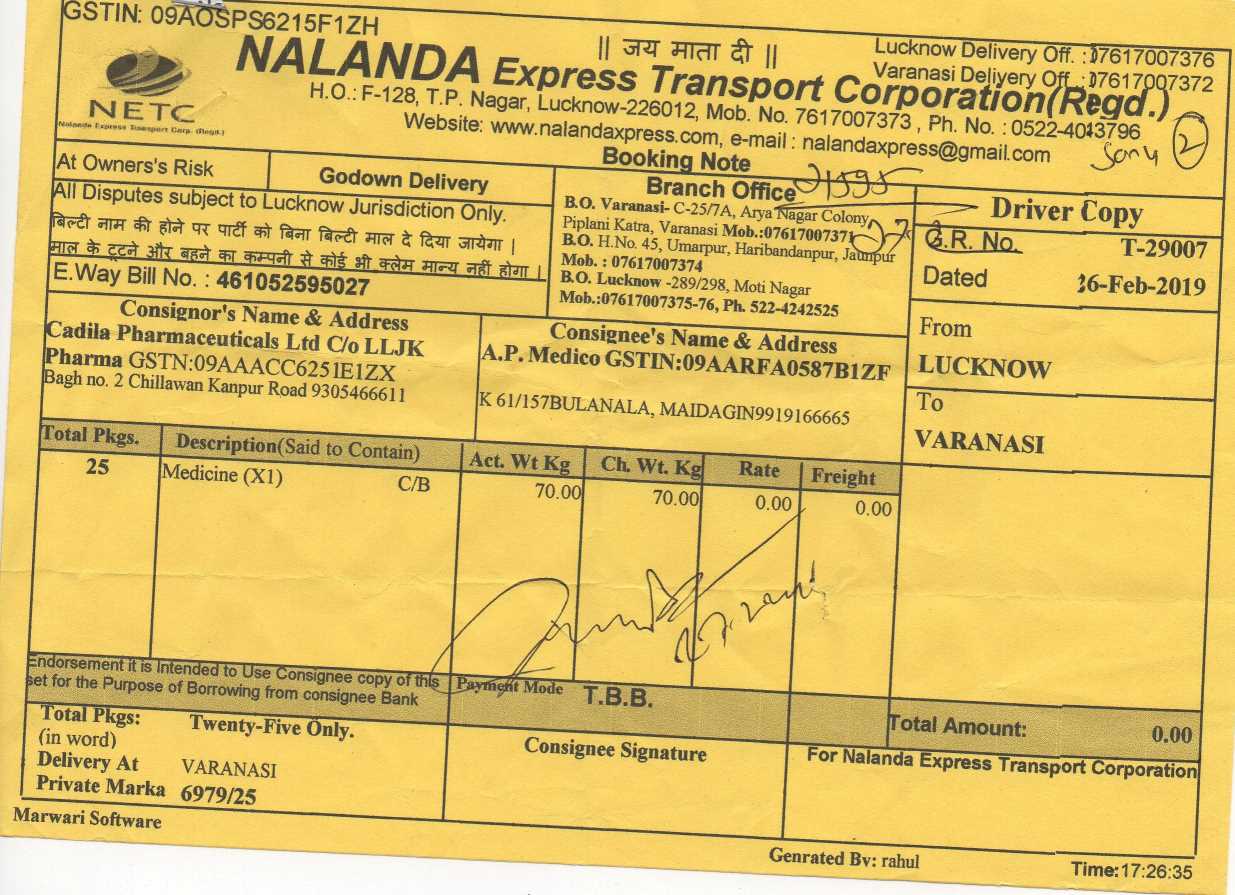 GSTIN: 09AOSPS6215F1ZH
|| जय माता दी ||
Lucknow Delivery Off. :07617007376
Varanasi Deliyery Off. :07617007372
NALANDA Express Transport Corporation(Regd.)
NETC
Nalanda Express Transport Corp. (Regd.)
H.O.: F-128, T.P. Nagar, Lucknow-226012, Mob. No. 7617007373 , Ph. No. : 0522-4043796
Website: www.nalandaxpress.com, e-mail : nalandaxpress@gmail.com
Sonu 2
Booking Note
21595
At Owners's Risk
Godown Delivery
All Disputes subject to Lucknow Jurisdiction Only.
बिल्टी नाम की होने पर पार्टी को बिना बिल्टी माल दे दिया जायेगा |
माल के टूटने और बहने का कम्पनी से कोई भी क्लेम मान्य नहीं होगा |
E.Way Bill No. : 461052595027
Branch Office
B.O. Varanasi- C-25/7A, Arya Nagar Colony
Piplani Katra, Varanasi Mob.:07617007371
B.O. H.No. 45, Umarpur, Haribandanpur, Jaunpur
Mob. : 07617007374
B.O. Lucknow -289/298, Moti Nagar
Mob.:07617007375-76, Ph. 522-4242525
Driver Copy
G.R. No. T-29007
Dated 26-Feb-2019
Consignor's Name & Address
Cadila Pharmaceuticals Ltd C/o LLJK
Pharma GSTN:09AAACC6251E1ZX
Bagh no. 2 Chillawan Kanpur Road 9305466611
Consignee's Name & Address
A.P. Medico GSTIN:09AARFA0587B1ZF
K 61/157BULANALA, MAIDAGIN9919166665
From
LUCKNOW
To
VARANASI
Total Pkgs. Description(Said to Contain) Act. Wt Kg Ch. Wt. Kg Rate Freight
25 Medicine (X1) C/B 70.00 70.00 0.00 0.00
Endorsement it is Intended to Use Consignee copy of this
set for the Purpose of Borrowing from consignee Bank
Payment Mode T.B.B.
Total Amount: 0.00
Total Pkgs: Twenty-Five Only.
(in word)
Delivery At VARANASI
Private Marka 6979/25
Consignee Signature
For Nalanda Express Transport Corporation
Marwari Software
Genrated By: rahul
Time:17:26:35